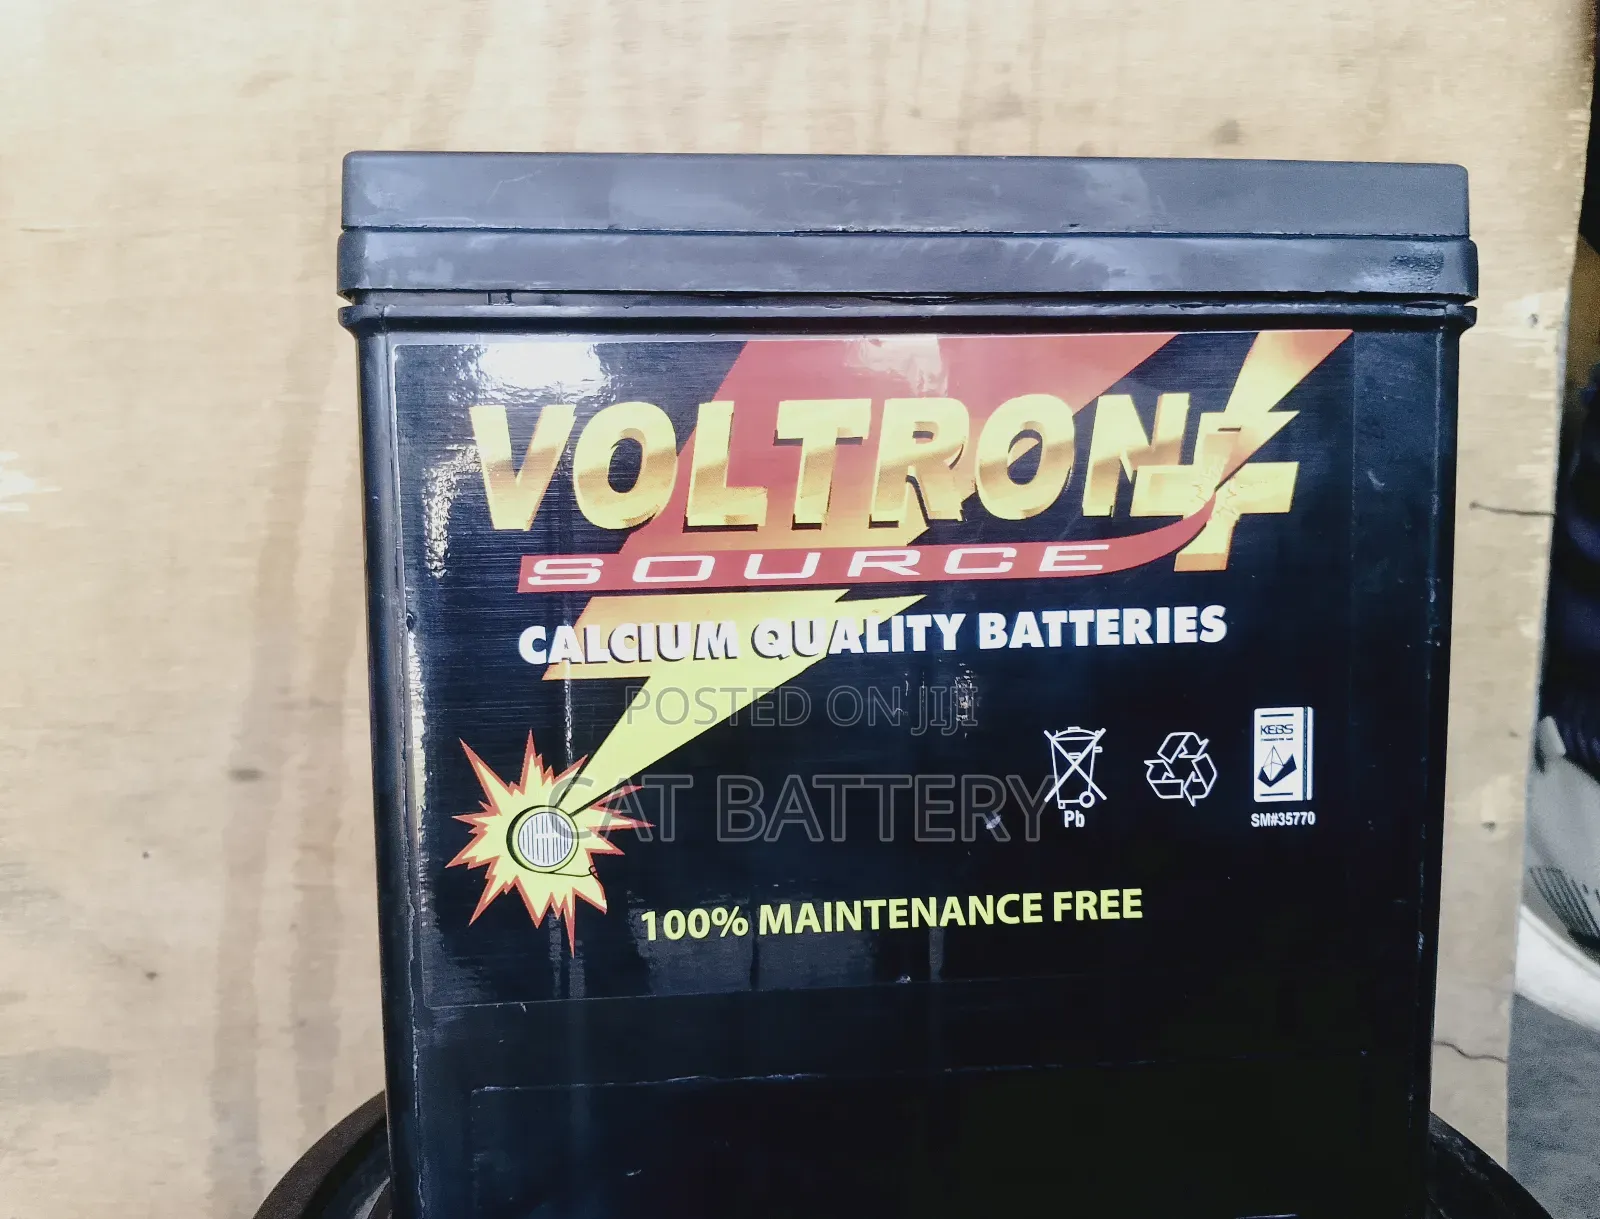 VOLTRON+
SOURCE
CALCIUM QUALITY BATTERIES
POSTED ON JIJI
CAT BATTERY
KEBS
Pb
SM#35770
100% MAINTENANCE FREE